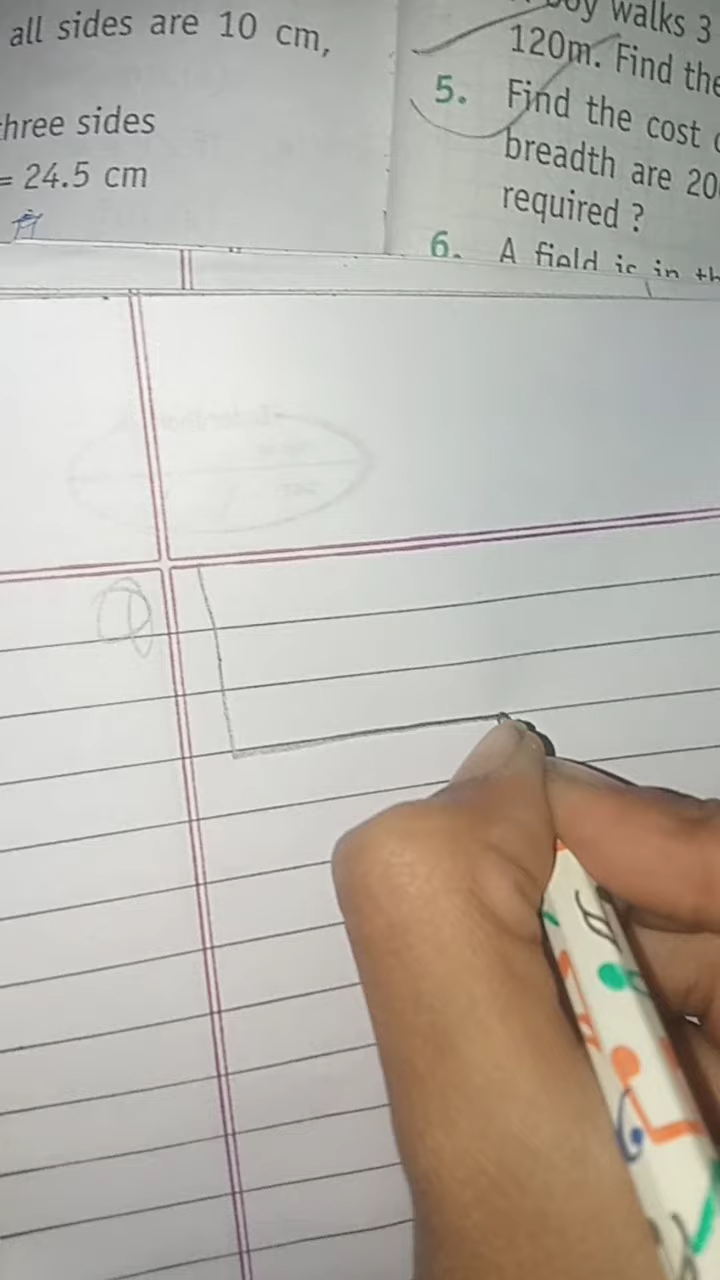 all sides are 10 cm,
three sides
= 24.5 cm
boy walks 3
120m. Find the
5. Find the cost
breadth are 20
required ?
6. A field is in th
Q